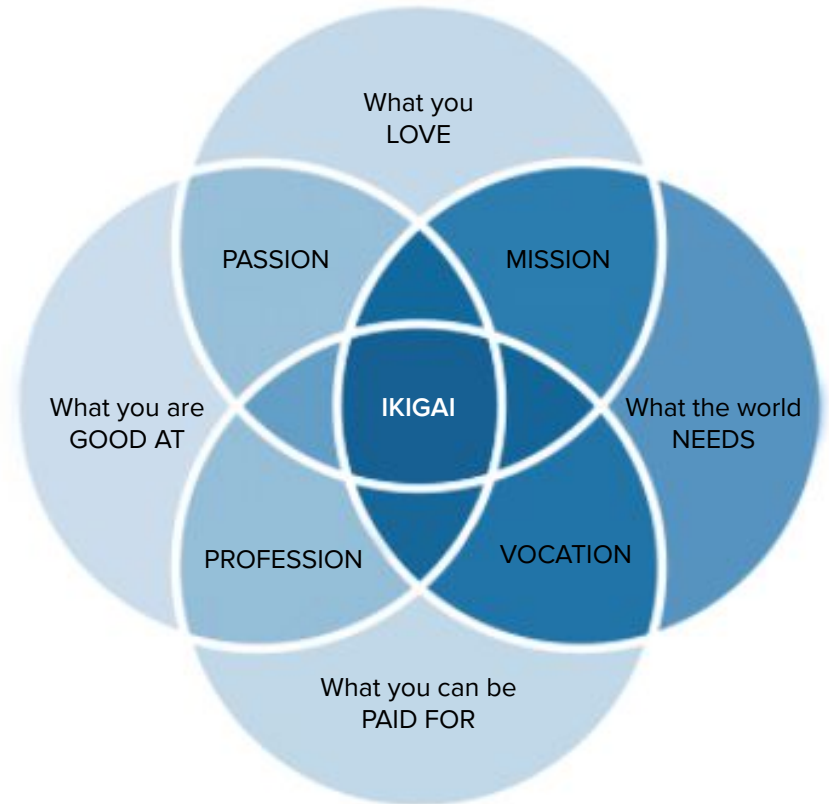 What you
LOVE
PASSION
MISSION
What you are
GOOD AT
IKIGAI
What the world
NEEDS
PROFESSION
VOCATION
What you can be
PAID FOR